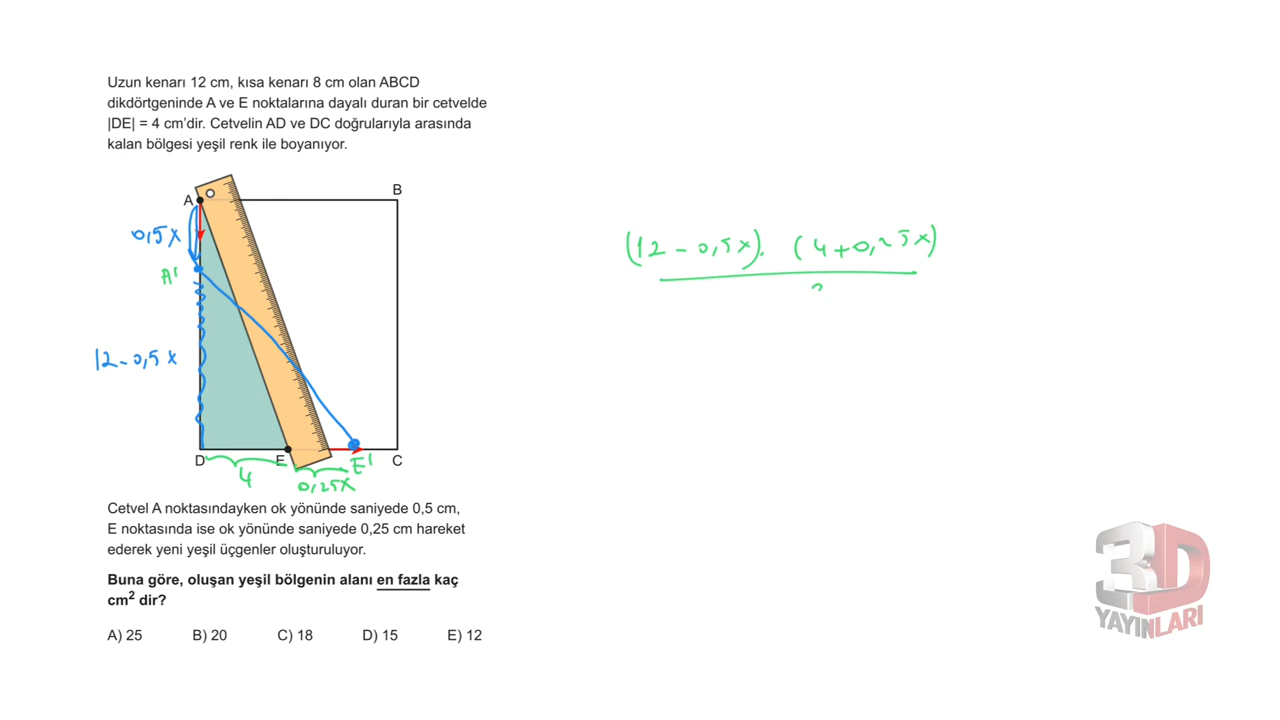 Uzun kenarı 12 cm, kısa kenarı 8 cm olan ABCD
dikdörtgeninde A ve E noktalarına dayalı duran bir cetvelde
|DE| = 4 cm'dir. Cetvelin AD ve DC doğrularıyla arasında
kalan bölgesi yeşil renk ile boyanıyor.
A
B
0,5x
A'
12-0,5x
D
E
E'
C
4
0,25x
(12-0,5x). (4+0,25x)
Cetvel A noktasındayken ok yönünde saniyede 0,5 cm,
E noktasında ise ok yönünde saniyede 0,25 cm hareket
ederek yeni yeşil üçgenler oluşturuluyor.
Buna göre, oluşan yeşil bölgenin alanı en fazla kaç
cm² dir?
A) 25 B) 20 C) 18 D) 15 E) 12
3D
YAYINLARI